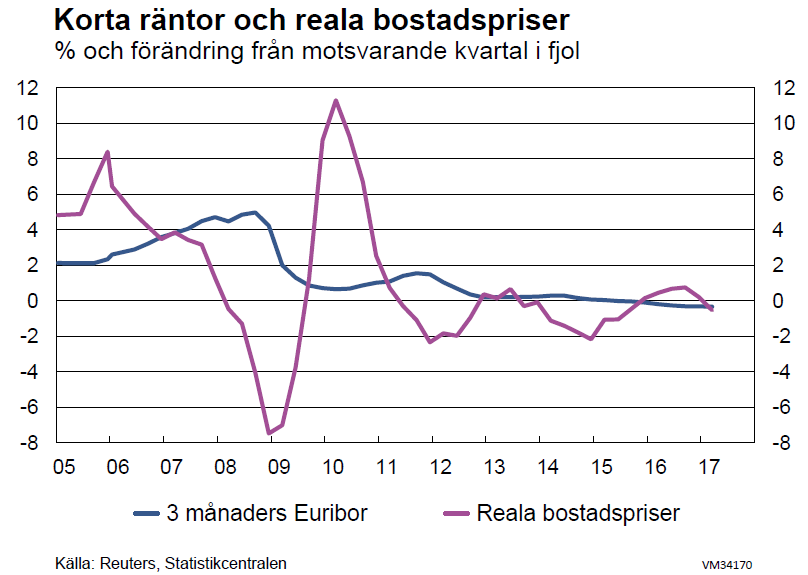 Korta räntor och reala bostadspriser
% och förändring från motsvarande kvartal i fjol
12 12
10 10
8 8
6 6
4 4
2 2
0 0
-2 -2
-4 -4
-6 -6
-8 -8
05 06 07 08 09 10 11 12 13 14 15 16 17
3 månaders Euribor Reala bostadspriser
Källa: Reuters, Statistikcentralen VM34170